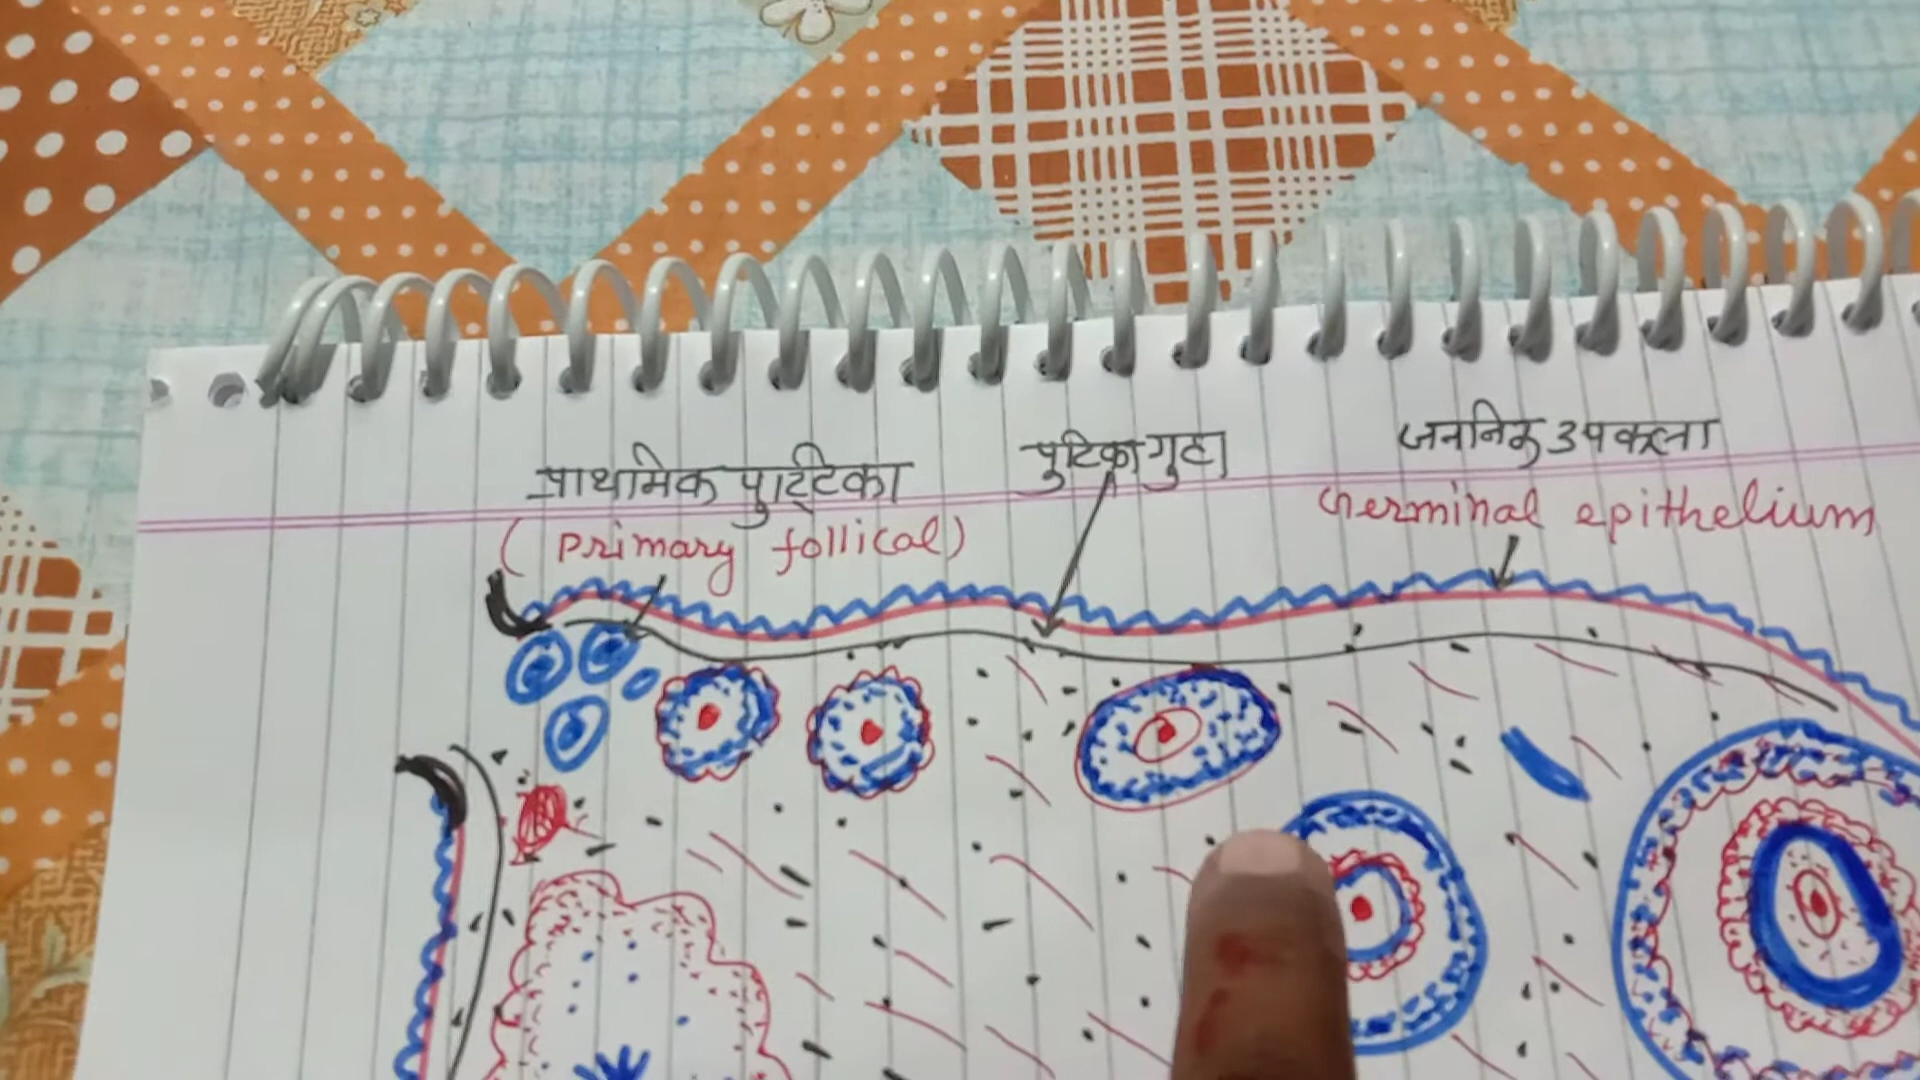 प्राथमिक पुट्टिका
पुटिका गुहा
जननिक उपकला
( Primary follical)
Germinal epithelium